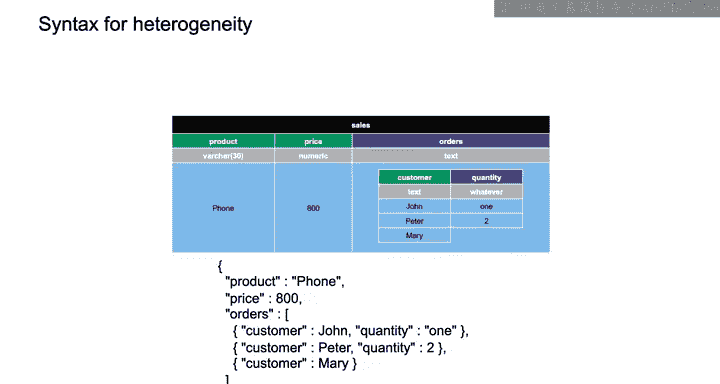 Syntax for heterogeneity
sales
product price orders
varchar(30) numeric text
customer quantity
text whatever
Phone 800 John one
Peter 2
Mary
{
"product" : "Phone",
"price" : 800,
"orders" : [
{ "customer" : John, "quantity" : "one" },
{ "customer" : Peter, "quantity" : 2 },
{ "customer" : Mary }
]